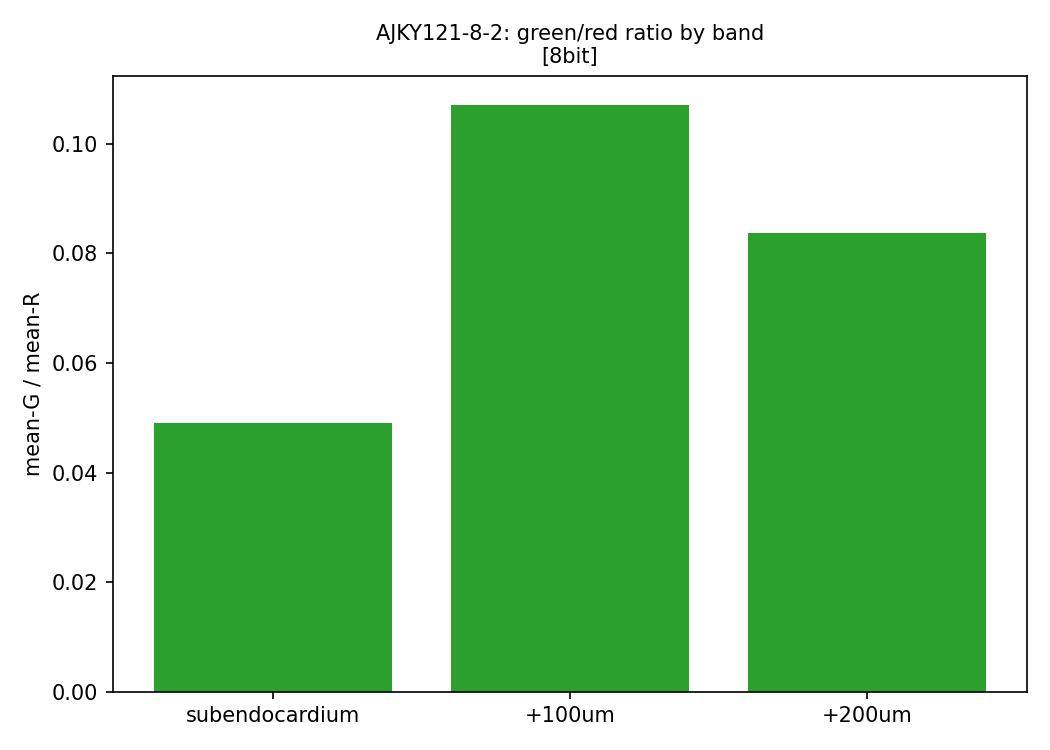 AJKY121-8-2: green/red ratio by band
[8bit]
mean-G / mean-R
0.10
0.08
0.06
0.04
0.02
0.00
subendocardium
+100um
+200um